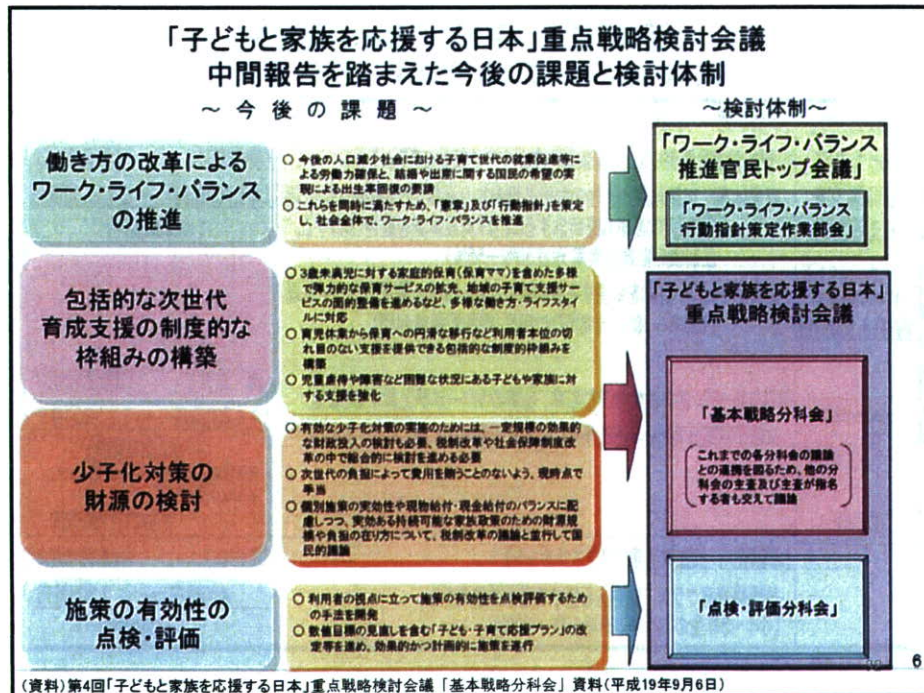 「子どもと家族を応援する日本」重点戦略検討会議
中間報告を踏まえた今後の課題と検討体制
～ 今 後 の 課 題 ～
～検討体制～
働き方の改革による
ワーク・ライフ・バランス
の推進
○ 今後の人口減少社会における子育て世代の就業促進等に
よる労働力確保と、結婚や出産に関する国民の希望の実
現による出生率回復の要請
○ これらを同時に満たすため、「憲章」及び「行動指針」を策定
し、社会全体で、ワーク・ライフ・バランスを推進
「ワーク・ライフ・バランス
推進官民トップ会議」
「ワーク・ライフ・バランス
行動指針策定作業部会」
包括的な次世代
育成支援の制度的な
枠組みの構築
○ 3歳未満児に対する家庭的保育(保育ママ)を含めた多様
で弾力的な保育サービスの拡充、地域の子育て支援サー
ビスの面的整備を進めるなど、多様な働き方・ライフスタイ
ルに対応
○ 育児休業から保育への円滑な移行など利用者本位の切
れ目のない支援を提供できる包括的な制度的枠組みを
構築
○ 児童虐待や障害など困難な状況にある子どもや家族に対
する支援を強化
「子どもと家族を応援する日本」
重点戦略検討会議
少子化対策の
財源の検討
○ 有効な少子化対策の実施のためには、一定規模の効果的
な財政投入の検討も必要、税制改革や社会保障制度改革
の中で総合的に検討を進める必要
○ 次世代の負担によって費用を賄うことのないよう、現時点で
手当
○ 個別施策の実効性や現物給付・現金給付のバランスに配
慮しつつ、実効ある持続可能な家族政策のための財源規
模や負担の在り方について、税制改革の議論と並行して国
民的議論
「基本戦略分科会」
これまでの各分科会の議論
との連携を図るため、他の分
科会の主査及び主査が指名
する者も交えて議論
施策の有効性の
点検・評価
○ 利用者の視点に立って施策の有効性を点検評価するため
の手法を開発
○ 数値目標の見直しを含む「子ども・子育て応援プラン」の改
定等を進め、効果的かつ計画的に施策を遂行
「点検・評価分科会」
6
(資料)第4回「子どもと家族を応援する日本」重点戦略検討会議「基本戦略分科会」資料(平成19年9月6日)